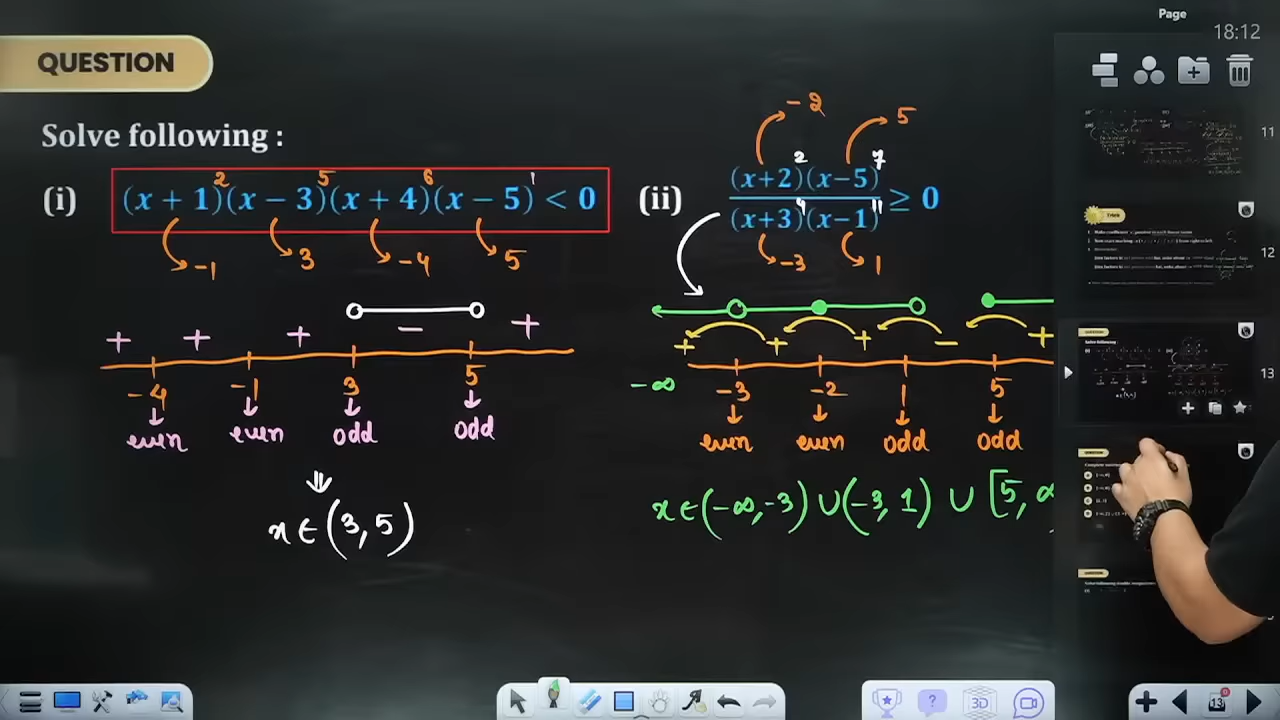 Page
18:12
QUESTION
Solve following :
(i) (x + 1)²(x − 3)⁵(x + 4)⁶(x − 5)¹ < 0
-1 3 -4 5
+ + + − +
-4 -1 3 5
even even odd odd
⇓
x ∈ (3, 5)
(ii) (x+2)²(x−5)⁷ / (x+3)⁴(x−1)¹¹ ≥ 0
-2 5
-3 1
+ + + − +
-∞ -3 -2 1 5
even even odd odd
x ∈ (-∞, -3) ∪ (-3, 1) ∪ [5, ∞
11
12
13
3D
13